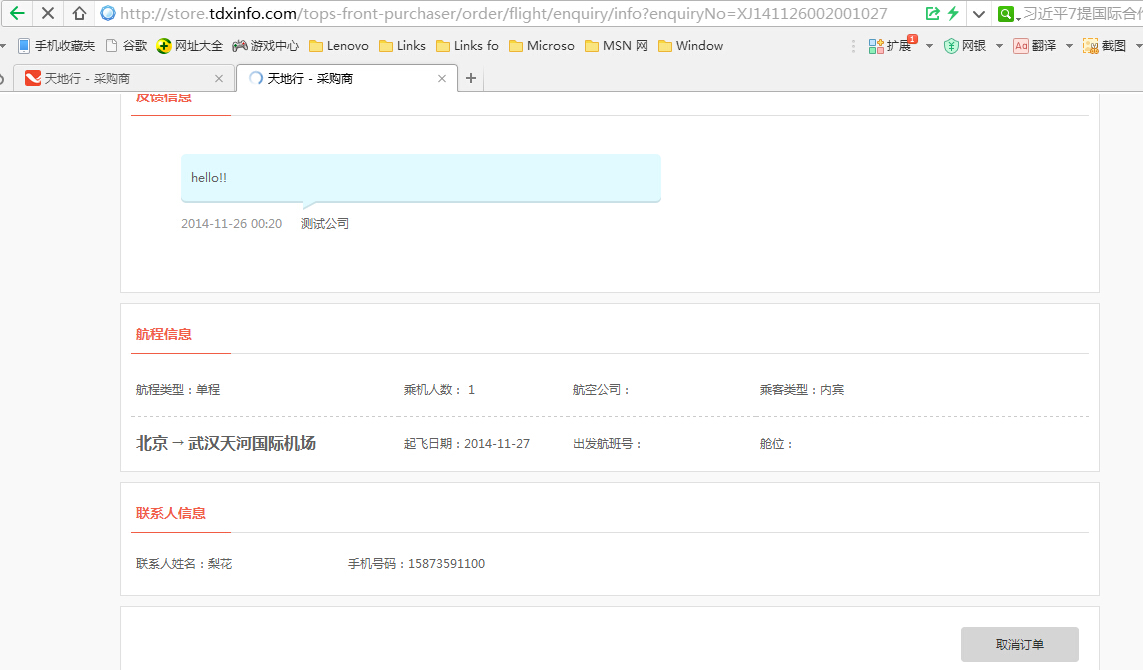 http://store.tdxinfo.com/tops-front-purchaser/order/flight/enquiry/info?enquiryNo=XJ141126002001027 习近平7提国际合
手机收藏夹 谷歌 网址大全 游戏中心 Lenovo Links Links fo Microso MSN 网 Window 扩展 1 网银 Aa 翻译 截图
天地行 - 采购商 天地行 - 采购商
反馈信息
hello!!
2014-11-26 00:20 测试公司
航程信息
航程类型：单程 乘机人数： 1 航空公司： 乘客类型：内宾
北京→武汉天河国际机场 起飞日期：2014-11-27 出发航班号： 舱位：
联系人信息
联系人姓名：梨花 手机号码：15873591100
取消订单